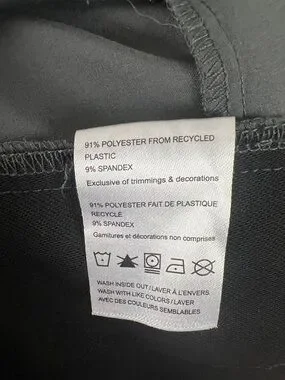 91% POLYESTER FROM RECYCLED
PLASTIC
9% SPANDEX
Exclusive of trimmings & decorations
91% POLYESTER FAIT DE PLASTIQUE
RECYCLÉ
9% SPANDEX
Garnitures et décorations non comprises
WASH INSIDE OUT/LAVER À L'ENVERS
WASH WITH LIKE COLORS/LAVER
AVEC DES COULEURS SEMBLABLES